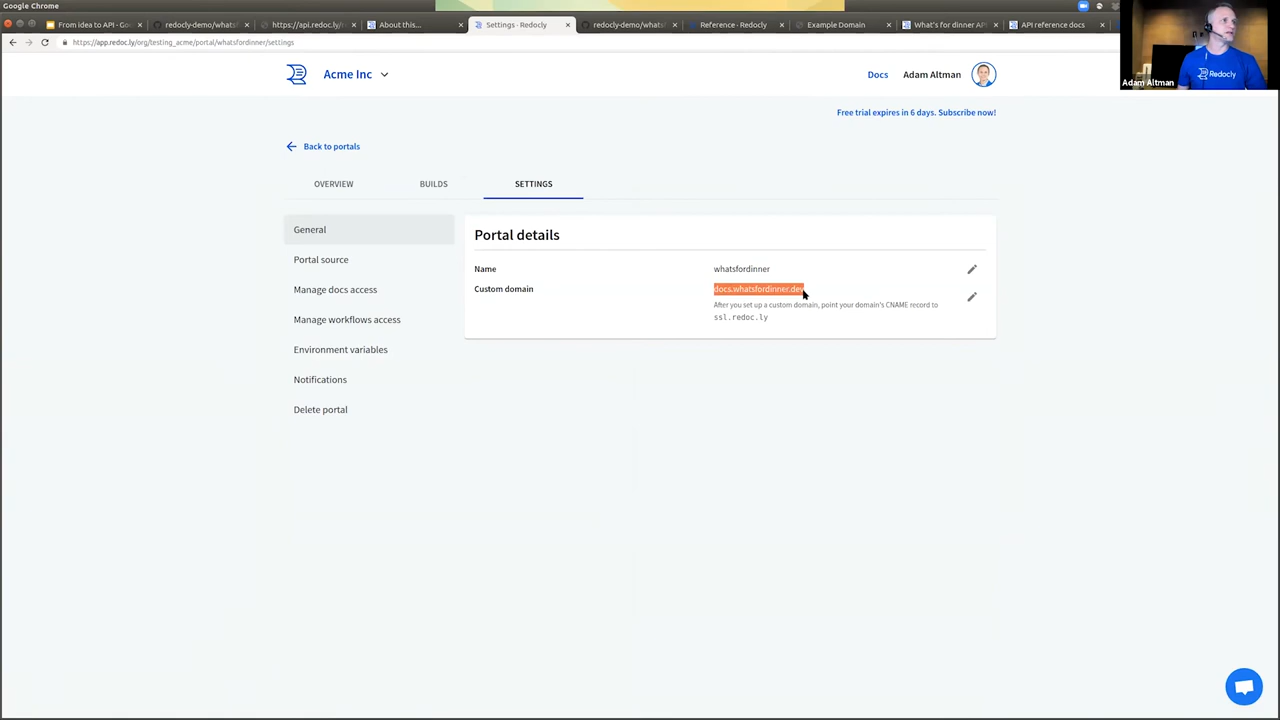 Google Chrome
From idea to API - Go
redocly-demo/whats
https://api.redoc.ly/r
About this...
Settings - Redocly
redocly-demo/whats
Reference - Redocly
Example Domain
What's for dinner API
API reference docs
https://app.redoc.ly/org/testing_acme/portal/whatsfordinner/settings
Acme Inc
Docs
Adam Altman
Redocly
Adam Altman
Free trial expires in 6 days. Subscribe now!
Back to portals
OVERVIEW
BUILDS
SETTINGS
General
Portal source
Manage docs access
Manage workflows access
Environment variables
Notifications
Delete portal
Portal details
Name
whatsfordinner
Custom domain
docs.whatsfordinner.dev
After you set up a custom domain, point your domain's CNAME record to
ssl.redoc.ly